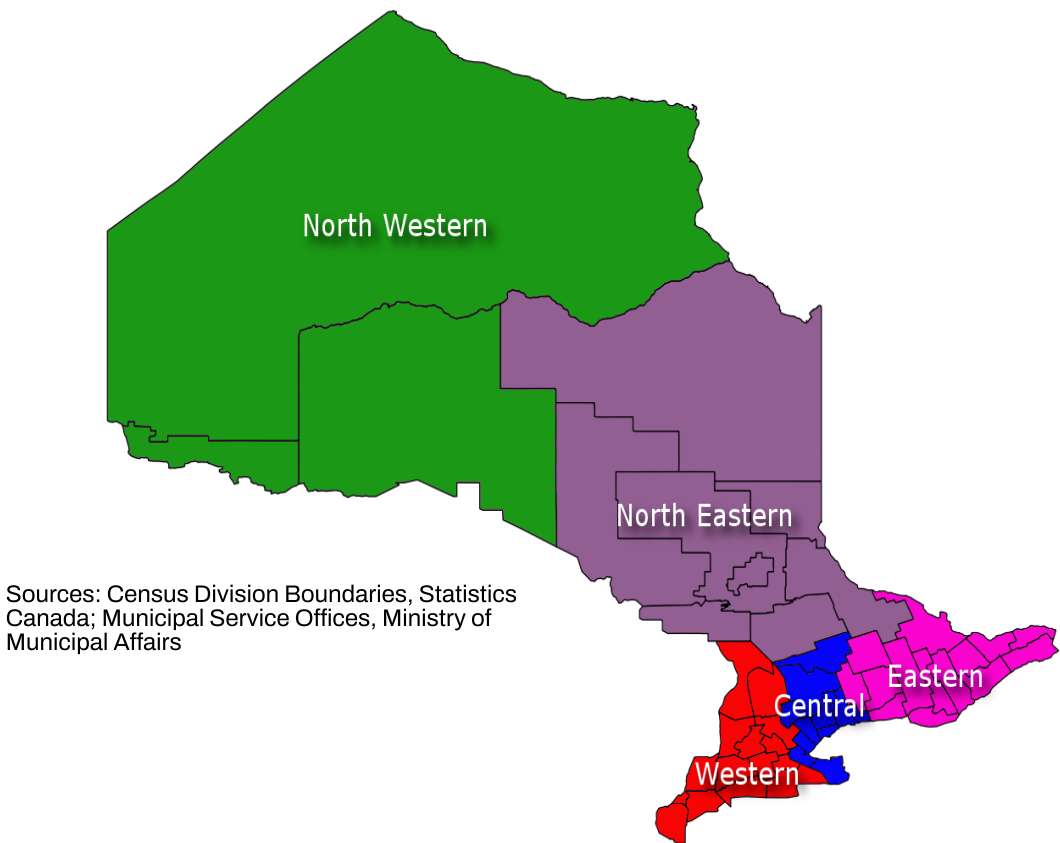 North Western
North Eastern
Sources: Census Division Boundaries, Statistics
Canada; Municipal Service Offices, Ministry of
Municipal Affairs
Eastern
Central
Western